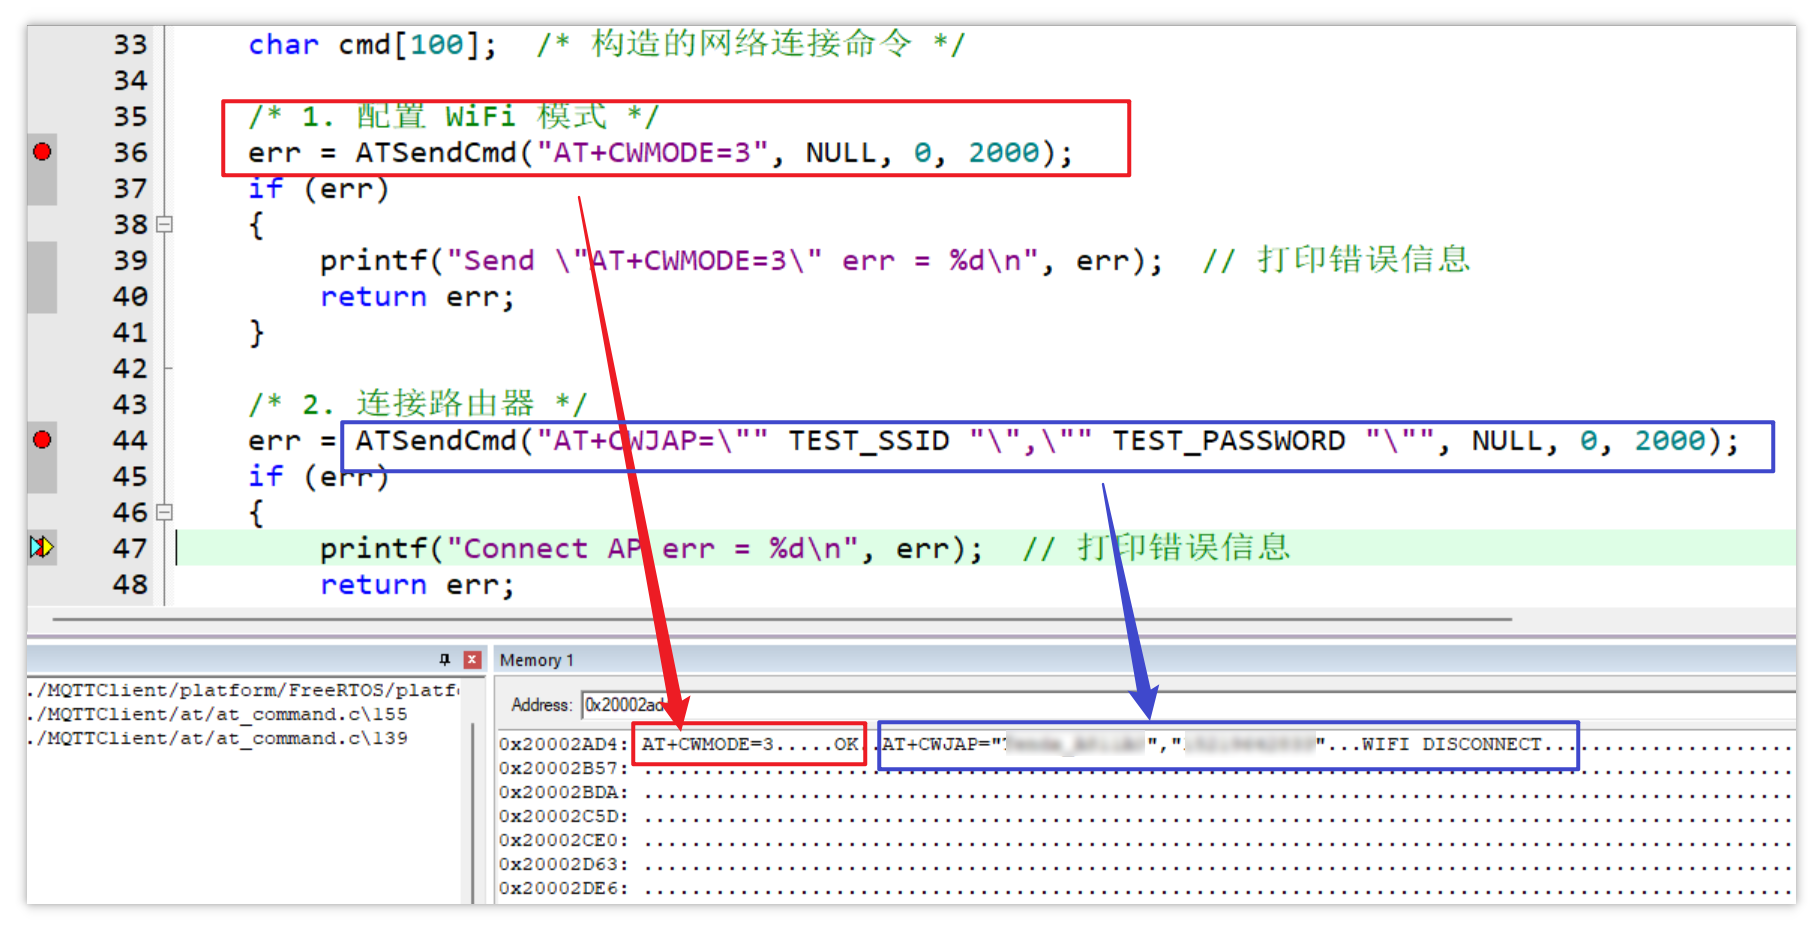 33 char cmd[100]; /* 构造的网络连接命令 */
34
35 /* 1. 配置 WiFi 模式 */
36 err = ATSendCmd("AT+CWMODE=3", NULL, 0, 2000);
37 if (err)
38 {
39 printf("Send \"AT+CWMODE=3\" err = %d\n", err); // 打印错误信息
40 return err;
41 }
42
43 /* 2. 连接路由器 */
44 err = ATSendCmd("AT+CWJAP=\"" TEST_SSID "\",\"" TEST_PASSWORD "\"", NULL, 0, 2000);
45 if (err)
46 {
47 printf("Connect AP err = %d\n", err); // 打印错误信息
48 return err;
./MQTTClient/platform/FreeRTOS/platf
./MQTTClient/at/at_command.c\155
./MQTTClient/at/at_command.c\139
Memory 1
Address: 0x20002ad
0x20002AD4: AT+CWMODE=3.....OK..AT+CWJAP="",""...WIFI DISCONNECT...
0x20002B57:
0x20002BDA:
0x20002C5D:
0x20002CE0:
0x20002D63:
0x20002DE6: